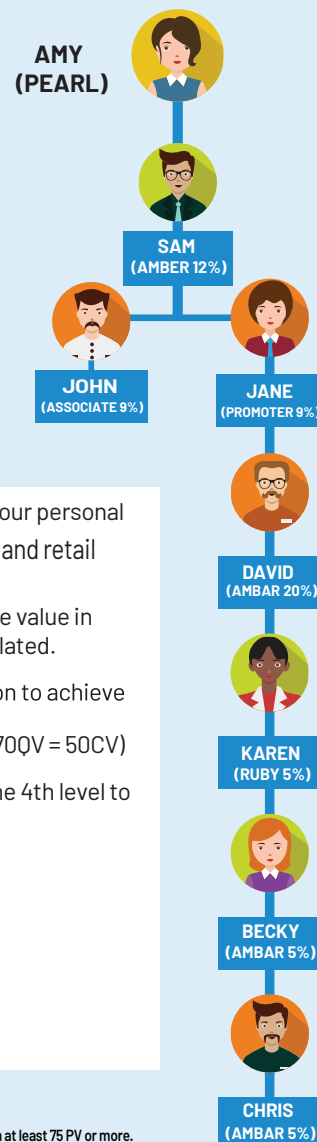 AMY
(PEARL)
SAM
(AMBER 12%)
JOHN
(ASSOCIATE 9%)
JANE
(PROMOTER 9%)
our personal
and retail
e value in
lated.
on to achieve
70QV = 50CV)
ne 4th level to
DAVID
(AMBAR 20%)
KAREN
(RUBY 5%)
BECKY
(AMBAR 5%)
CHRIS
(AMBAR 5%)
at least 75 PV or more.